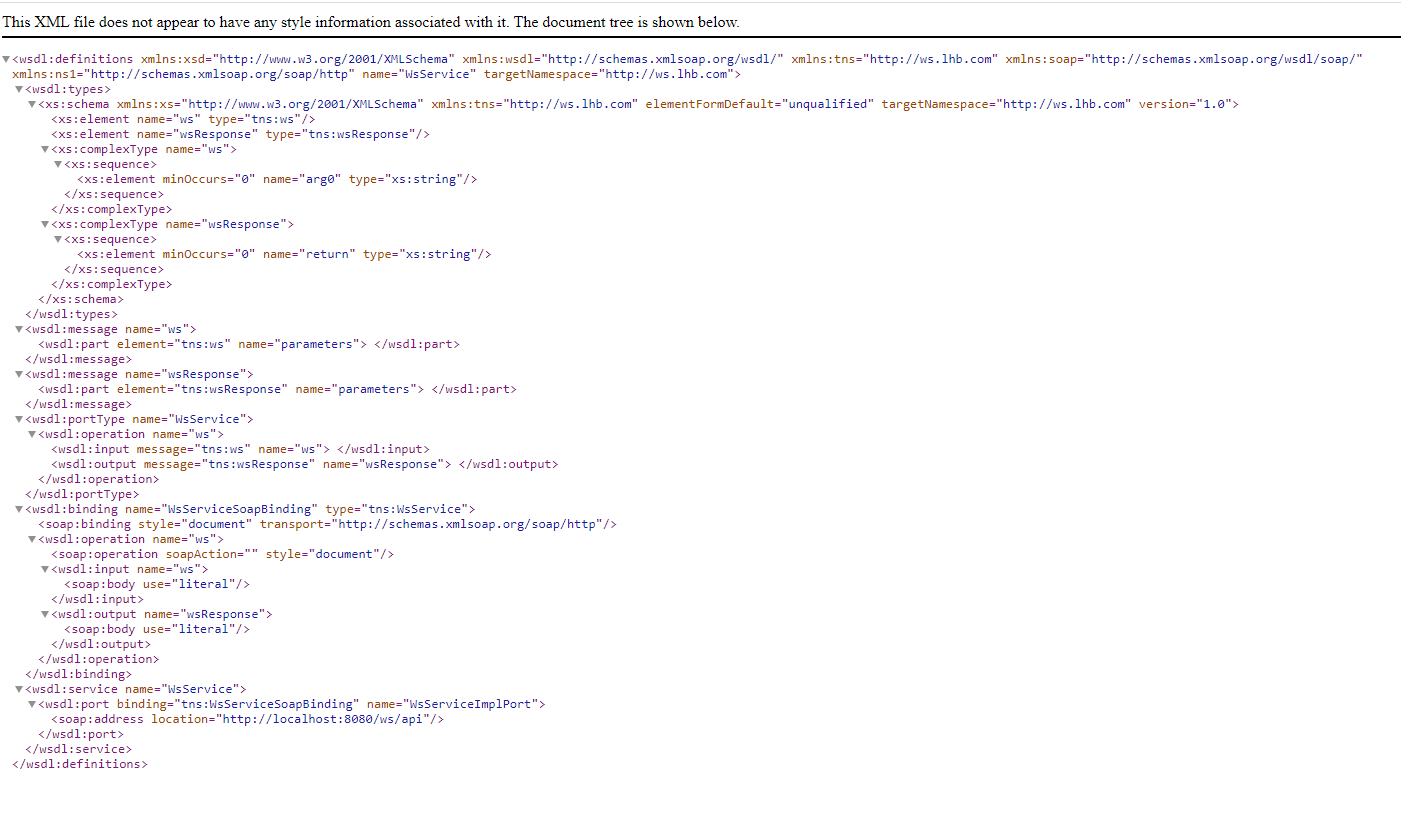 This XML file does not appear to have any style information associated with it. The document tree is shown below.
▼<wsdl:definitions xmlns:xsd="http://www.w3.org/2001/XMLSchema" xmlns:wsdl="http://schemas.xmlsoap.org/wsdl/" xmlns:tns="http://ws.lhb.com" xmlns:soap="http://schemas.xmlsoap.org/wsdl/soap/"
xmlns:ns1="http://schemas.xmlsoap.org/soap/http" name="WsService" targetNamespace="http://ws.lhb.com">
▼<wsdl:types>
▼<xs:schema xmlns:xs="http://www.w3.org/2001/XMLSchema" xmlns:tns="http://ws.lhb.com" elementFormDefault="unqualified" targetNamespace="http://ws.lhb.com" version="1.0">
<xs:element name="ws" type="tns:ws"/>
<xs:element name="wsResponse" type="tns:wsResponse"/>
▼<xs:complexType name="ws">
▼<xs:sequence>
<xs:element minOccurs="0" name="arg0" type="xs:string"/>
</xs:sequence>
</xs:complexType>
▼<xs:complexType name="wsResponse">
▼<xs:sequence>
<xs:element minOccurs="0" name="return" type="xs:string"/>
</xs:sequence>
</xs:complexType>
</xs:schema>
</wsdl:types>
▼<wsdl:message name="ws">
<wsdl:part element="tns:ws" name="parameters"> </wsdl:part>
</wsdl:message>
▼<wsdl:message name="wsResponse">
<wsdl:part element="tns:wsResponse" name="parameters"> </wsdl:part>
</wsdl:message>
▼<wsdl:portType name="WsService">
▼<wsdl:operation name="ws">
<wsdl:input message="tns:ws" name="ws"> </wsdl:input>
<wsdl:output message="tns:wsResponse" name="wsResponse"> </wsdl:output>
</wsdl:operation>
</wsdl:portType>
▼<wsdl:binding name="WsServiceSoapBinding" type="tns:WsService">
<soap:binding style="document" transport="http://schemas.xmlsoap.org/soap/http"/>
▼<wsdl:operation name="ws">
<soap:operation soapAction="" style="document"/>
▼<wsdl:input name="ws">
<soap:body use="literal"/>
</wsdl:input>
▼<wsdl:output name="wsResponse">
<soap:body use="literal"/>
</wsdl:output>
</wsdl:operation>
</wsdl:binding>
▼<wsdl:service name="WsService">
▼<wsdl:port binding="tns:WsServiceSoapBinding" name="WsServiceImplPort">
<soap:address location="http://localhost:8080/ws/api"/>
</wsdl:port>
</wsdl:service>
</wsdl:definitions>